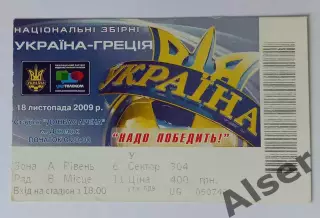 НАЦІОНАЛЬНІ ЗБІРНІ
УКРАЇНА-ГРЕЦІЯ
УКРТЕЛЕКОМ
18 листопада 2009 р.
УКРАЇНА
"НАДО ПОБЕДИТЬ!"
У
Зона А Рівень 6 Сектор 304
Ряд 8 Місце 11 Ціна 400 грн.
Вхід на стадіон з 18.00
Alser